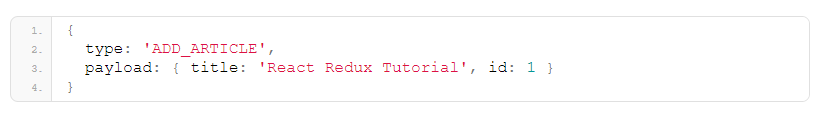 1. {
2.   type: 'ADD_ARTICLE',
3.   payload: { title: 'React Redux Tutorial', id: 1 }
4. }